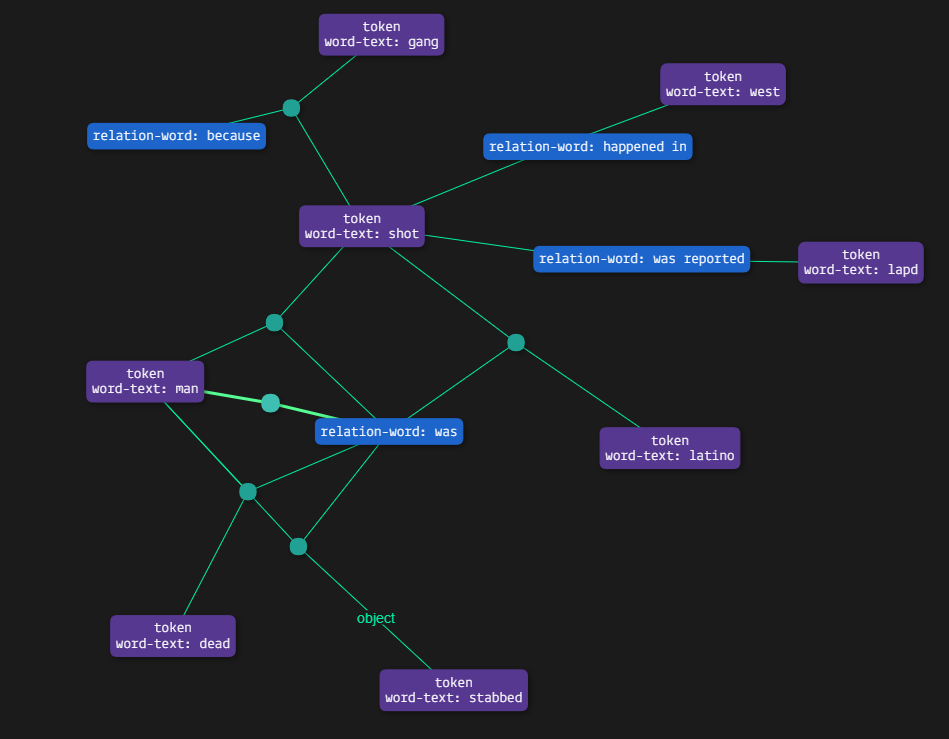 token
word-text: gang
token
word-text: west
relation-word: because
relation-word: happened in
token
word-text: shot
relation-word: was reported
token
word-text: lapd
token
word-text: man
relation-word: was
token
word-text: latino
object
token
word-text: dead
token
word-text: stabbed